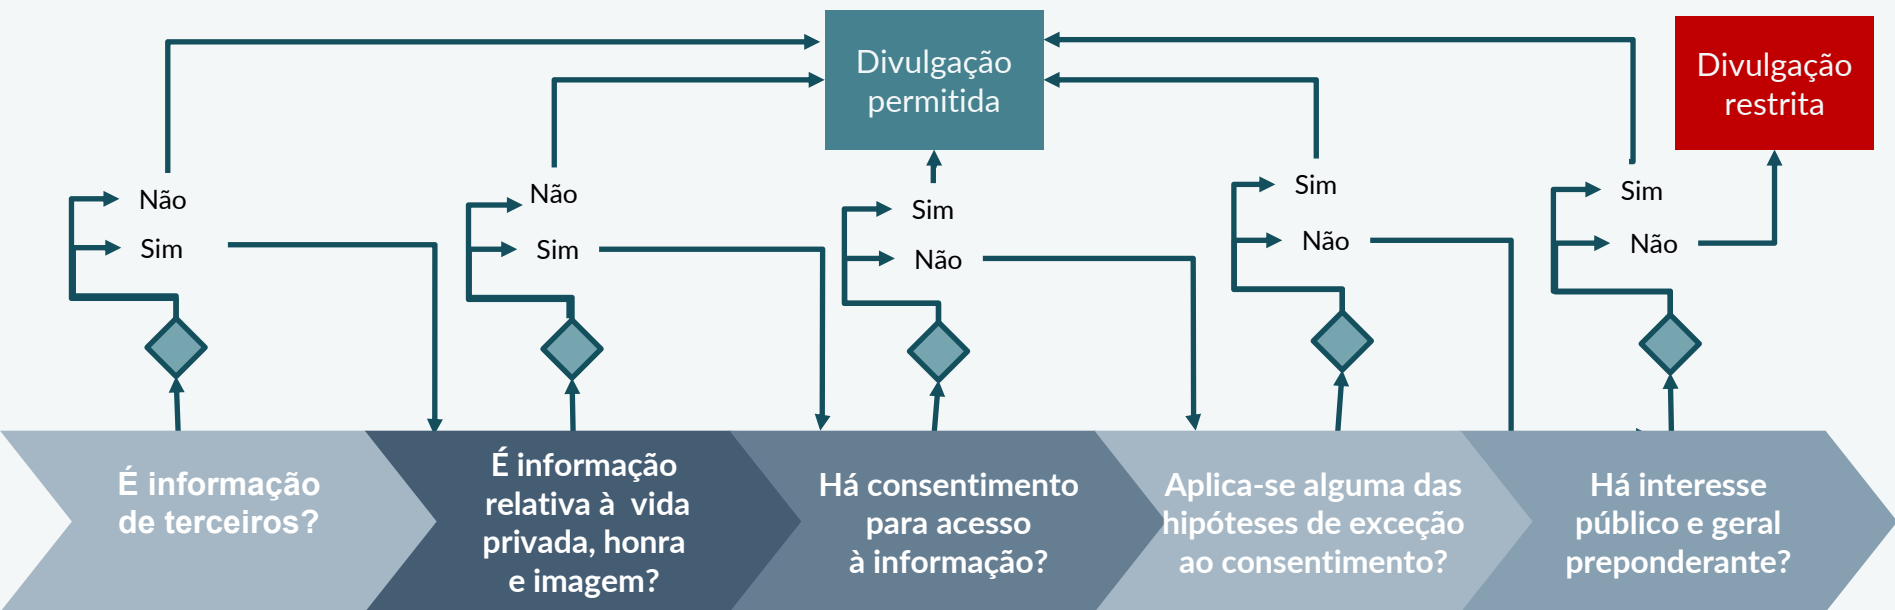 Divulgação
permitida
Divulgação
restrita
Não
Sim
Não
Sim
Sim
Não
Sim
Não
Sim
Não
É informação
de terceiros?
É informação
relativa à vida
privada, honra
e imagem?
Há consentimento
para acesso
à informação?
Aplica-se alguma das
hipóteses de exceção
ao consentimento?
Há interesse
público e geral
preponderante?